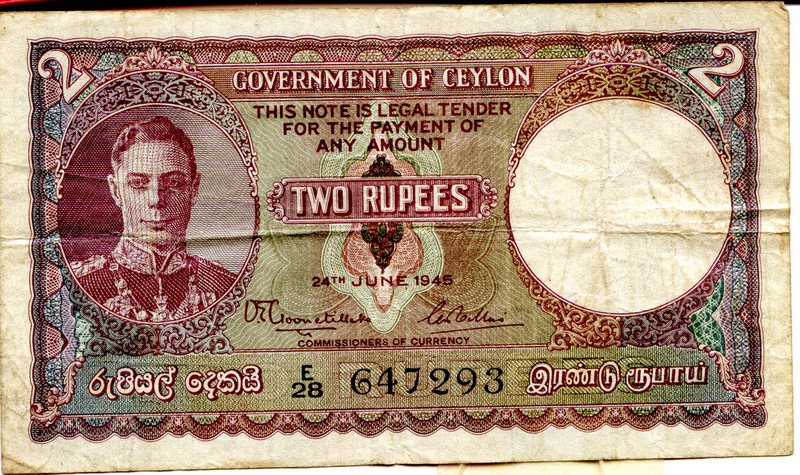 2
2
GOVERNMENT OF CEYLON
THIS NOTE IS LEGAL TENDER
FOR THE PAYMENT OF
ANY AMOUNT
TWO RUPEES
24TH JUNE 1945
COMMISSIONERS OF CURRENCY
රුපියල් දෙකයි
E/28 647293
இரண்டு ரூபாய்